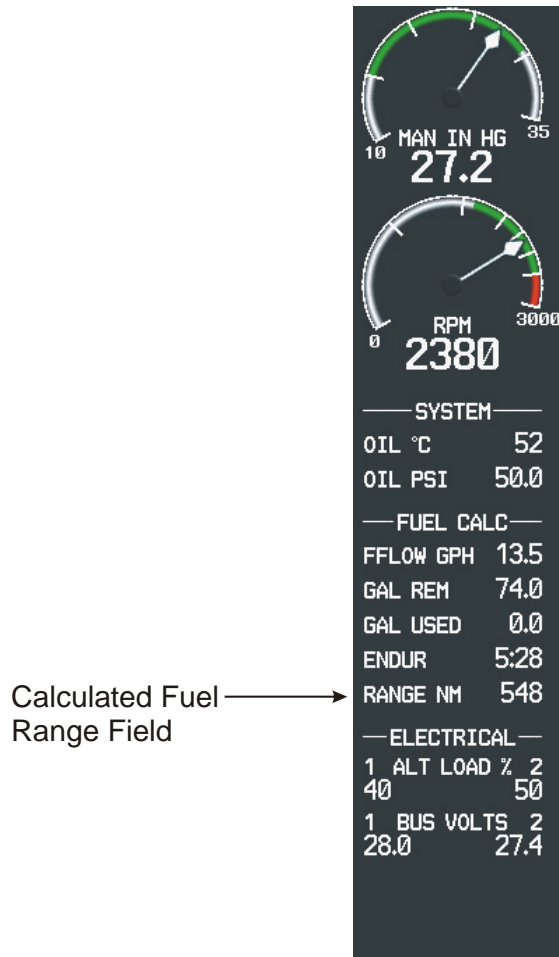 35
10 MAN IN HG
27.2
3000
0 RPM
2380
SYSTEM
OIL °C 52
OIL PSI 50.0
FUEL CALC
FFLOW GPH 13.5
GAL REM 74.0
GAL USED 0.0
ENDUR 5:28
Calculated Fuel
Range Field
RANGE NM 548
ELECTRICAL
1 ALT LOAD % 2
40 50
1 BUS VOLTS 2
28.0 27.4